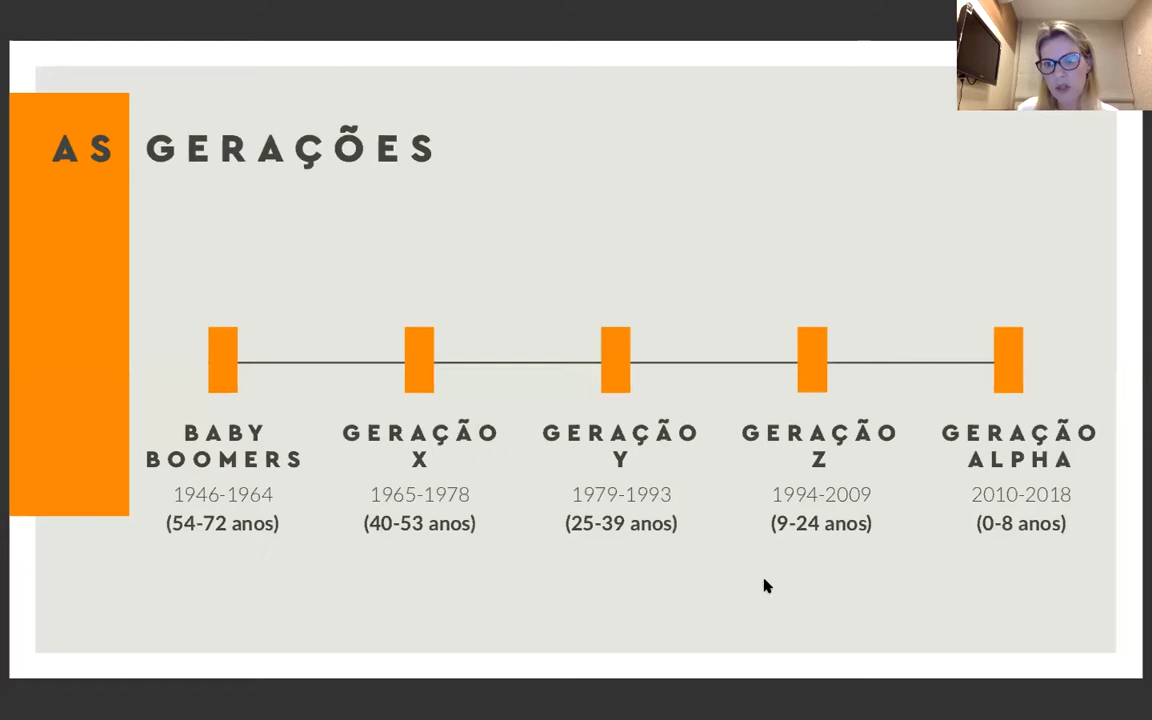 AS GERAÇÕES
BABY BOOMERS
1946-1964
(54-72 anos)
GERAÇÃO X
1965-1978
(40-53 anos)
GERAÇÃO Y
1979-1993
(25-39 anos)
GERAÇÃO Z
1994-2009
(9-24 anos)
GERAÇÃO ALPHA
2010-2018
(0-8 anos)